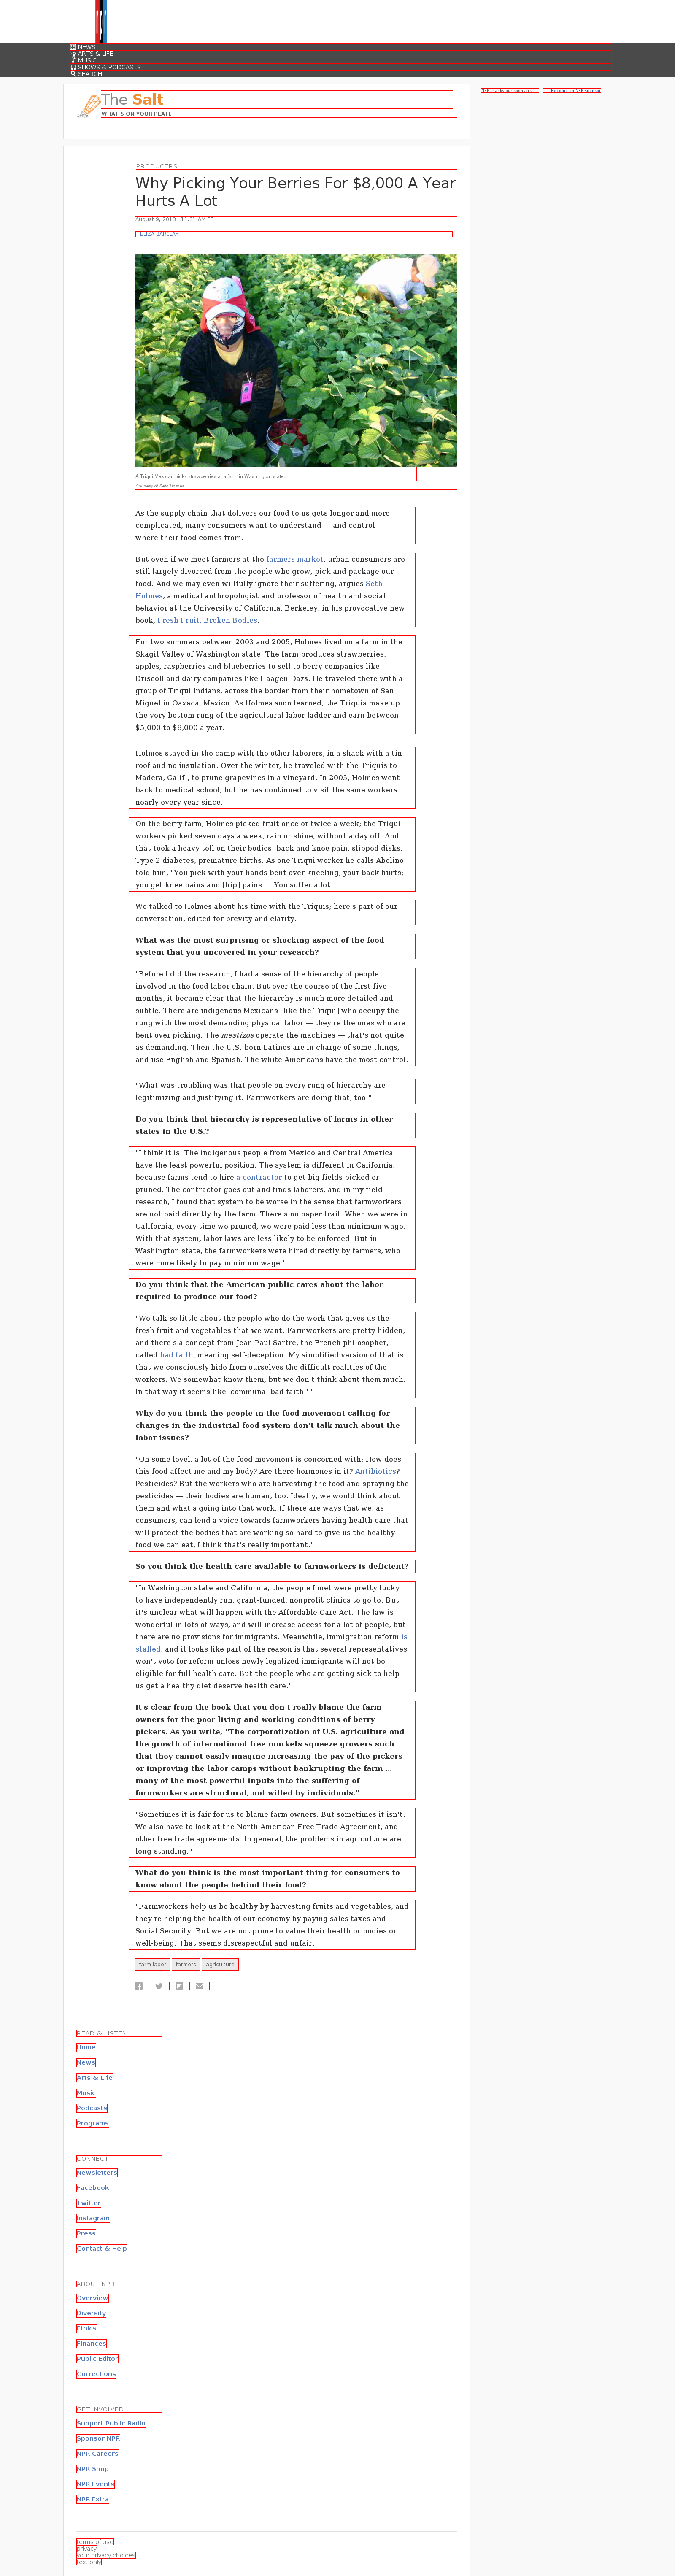 NEWS
ARTS & LIFE
MUSIC
SHOWS & PODCASTS
SEARCH
The Salt
WHAT'S ON YOUR PLATE
NPR thanks our sponsors
Become an NPR sponsor
PRODUCERS
Why Picking Your Berries For $8,000 A Year
Hurts A Lot
August 9, 2013 · 11:31 AM ET
ELIZA BARCLAY
A Triqui Mexican picks strawberries at a farm in Washington state.
Courtesy of Seth Holmes
As the supply chain that delivers our food to us gets longer and more
complicated, many consumers want to understand — and control —
where their food comes from.
But even if we meet farmers at the farmers market, urban consumers are
still largely divorced from the people who grow, pick and package our
food. And we may even willfully ignore their suffering, argues Seth
Holmes, a medical anthropologist and professor of health and social
behavior at the University of California, Berkeley, in his provocative new
book, Fresh Fruit, Broken Bodies.
For two summers between 2003 and 2005, Holmes lived on a farm in the
Skagit Valley of Washington state. The farm produces strawberries,
apples, raspberries and blueberries to sell to berry companies like
Driscoll and dairy companies like Häagen-Dazs. He traveled there with a
group of Triqui Indians, across the border from their hometown of San
Miguel in Oaxaca, Mexico. As Holmes soon learned, the Triquis make up
the very bottom rung of the agricultural labor ladder and earn between
$5,000 to $8,000 a year.
Holmes stayed in the camp with the other laborers, in a shack with a tin
roof and no insulation. Over the winter, he traveled with the Triquis to
Madera, Calif., to prune grapevines in a vineyard. In 2005, Holmes went
back to medical school, but he has continued to visit the same workers
nearly every year since.
On the berry farm, Holmes picked fruit once or twice a week; the Triqui
workers picked seven days a week, rain or shine, without a day off. And
that took a heavy toll on their bodies: back and knee pain, slipped disks,
Type 2 diabetes, premature births. As one Triqui worker he calls Abelino
told him, "You pick with your hands bent over kneeling, your back hurts;
you get knee pains and [hip] pains ... You suffer a lot."
We talked to Holmes about his time with the Triquis; here's part of our
conversation, edited for brevity and clarity.
What was the most surprising or shocking aspect of the food
system that you uncovered in your research?
"Before I did the research, I had a sense of the hierarchy of people
involved in the food labor chain. But over the course of the first five
months, it became clear that the hierarchy is much more detailed and
subtle. There are indigenous Mexicans [like the Triqui] who occupy the
rung with the most demanding physical labor — they're the ones who are
bent over picking. The mestizos operate the machines — that's not quite
as demanding. Then the U.S.-born Latinos are in charge of some things,
and use English and Spanish. The white Americans have the most control.
"What was troubling was that people on every rung of hierarchy are
legitimizing and justifying it. Farmworkers are doing that, too."
Do you think that hierarchy is representative of farms in other
states in the U.S.?
"I think it is. The indigenous people from Mexico and Central America
have the least powerful position. The system is different in California,
because farms tend to hire a contractor to get big fields picked or
pruned. The contractor goes out and finds laborers, and in my field
research, I found that system to be worse in the sense that farmworkers
are not paid directly by the farm. There's no paper trail. When we were in
California, every time we pruned, we were paid less than minimum wage.
With that system, labor laws are less likely to be enforced. But in
Washington state, the farmworkers were hired directly by farmers, who
were more likely to pay minimum wage."
Do you think that the American public cares about the labor
required to produce our food?
"We talk so little about the people who do the work that gives us the
fresh fruit and vegetables that we want. Farmworkers are pretty hidden,
and there's a concept from Jean-Paul Sartre, the French philosopher,
called bad faith, meaning self-deception. My simplified version of that is
that we consciously hide from ourselves the difficult realities of the
workers. We somewhat know them, but we don't think about them much.
In that way it seems like 'communal bad faith.' "
Why do you think the people in the food movement calling for
changes in the industrial food system don't talk much about the
labor issues?
"On some level, a lot of the food movement is concerned with: How does
this food affect me and my body? Are there hormones in it? Antibiotics?
Pesticides? But the workers who are harvesting the food and spraying the
pesticides — their bodies are human, too. Ideally, we would think about
them and what's going into that work. If there are ways that we, as
consumers, can lend a voice towards farmworkers having health care that
will protect the bodies that are working so hard to give us the healthy
food we can eat, I think that's really important."
So you think the health care available to farmworkers is deficient?
"In Washington state and California, the people I met were pretty lucky
to have independently run, grant-funded, nonprofit clinics to go to. But
it's unclear what will happen with the Affordable Care Act. The law is
wonderful in lots of ways, and will increase access for a lot of people, but
there are no provisions for immigrants. Meanwhile, immigration reform is
stalled, and it looks like part of the reason is that several representatives
won't vote for reform unless newly legalized immigrants will not be
eligible for full health care. But the people who are getting sick to help
us get a healthy diet deserve health care."
It's clear from the book that you don't really blame the farm
owners for the poor living and working conditions of berry
pickers. As you write, "The corporatization of U.S. agriculture and
the growth of international free markets squeeze growers such
that they cannot easily imagine increasing the pay of the pickers
or improving the labor camps without bankrupting the farm ...
many of the most powerful inputs into the suffering of
farmworkers are structural, not willed by individuals."
"Sometimes it is fair for us to blame farm owners. But sometimes it isn't.
We also have to look at the North American Free Trade Agreement, and
other free trade agreements. In general, the problems in agriculture are
long-standing."
What do you think is the most important thing for consumers to
know about the people behind their food?
"Farmworkers help us be healthy by harvesting fruits and vegetables, and
they're helping the health of our economy by paying sales taxes and
Social Security. But we are not prone to value their health or bodies or
well-being. That seems disrespectful and unfair."
farm labor
farmers
agriculture
READ & LISTEN
Home
News
Arts & Life
Music
Podcasts
Programs
CONNECT
Newsletters
Facebook
Twitter
Instagram
Press
Contact & Help
ABOUT NPR
Overview
Diversity
Ethics
Finances
Public Editor
Corrections
GET INVOLVED
Support Public Radio
Sponsor NPR
NPR Careers
NPR Shop
NPR Events
NPR Extra
terms of use
privacy
your privacy choices
text only